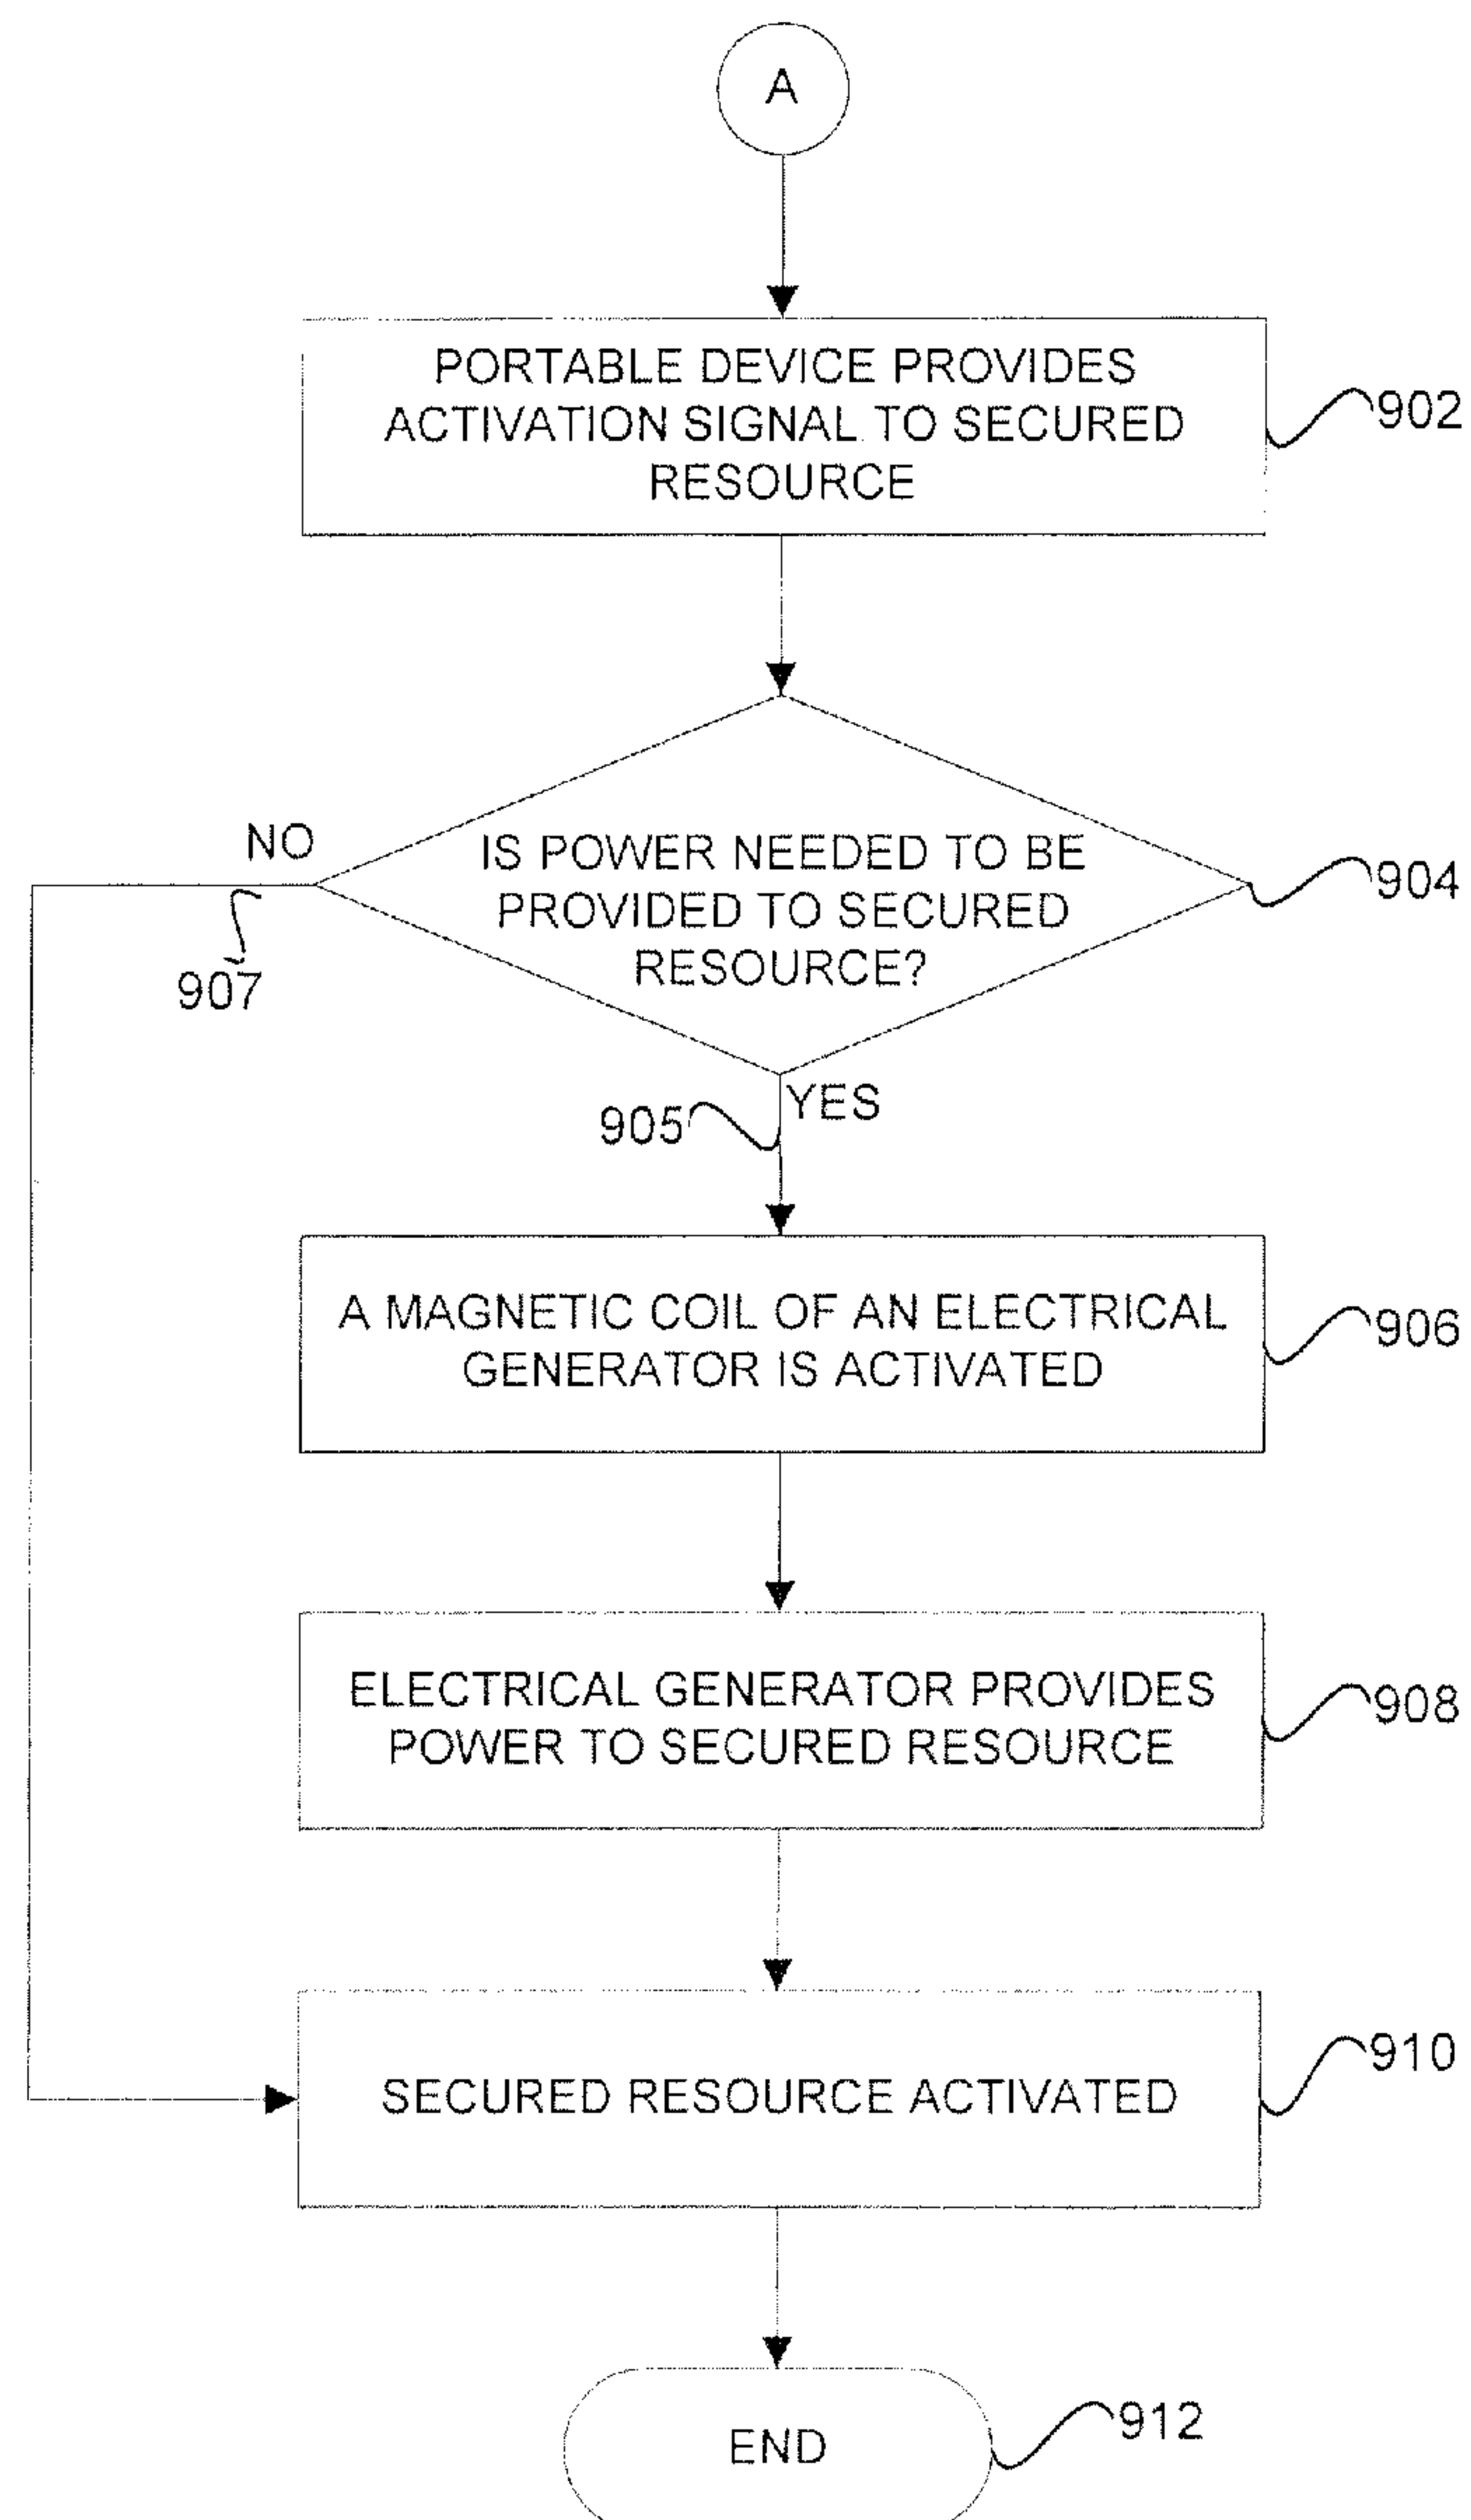 A
PORTABLE DEVICE PROVIDES
ACTIVATION SIGNAL TO SECURED
RESOURCE
902
NO
IS POWER NEEDED TO BE
PROVIDED TO SECURED
RESOURCE?
904
907
YES
905
A MAGNETIC COIL OF AN ELECTRICAL
GENERATOR IS ACTIVATED
906
ELECTRICAL GENERATOR PROVIDES
POWER TO SECURED RESOURCE
908
SECURED RESOURCE ACTIVATED
910
END
912